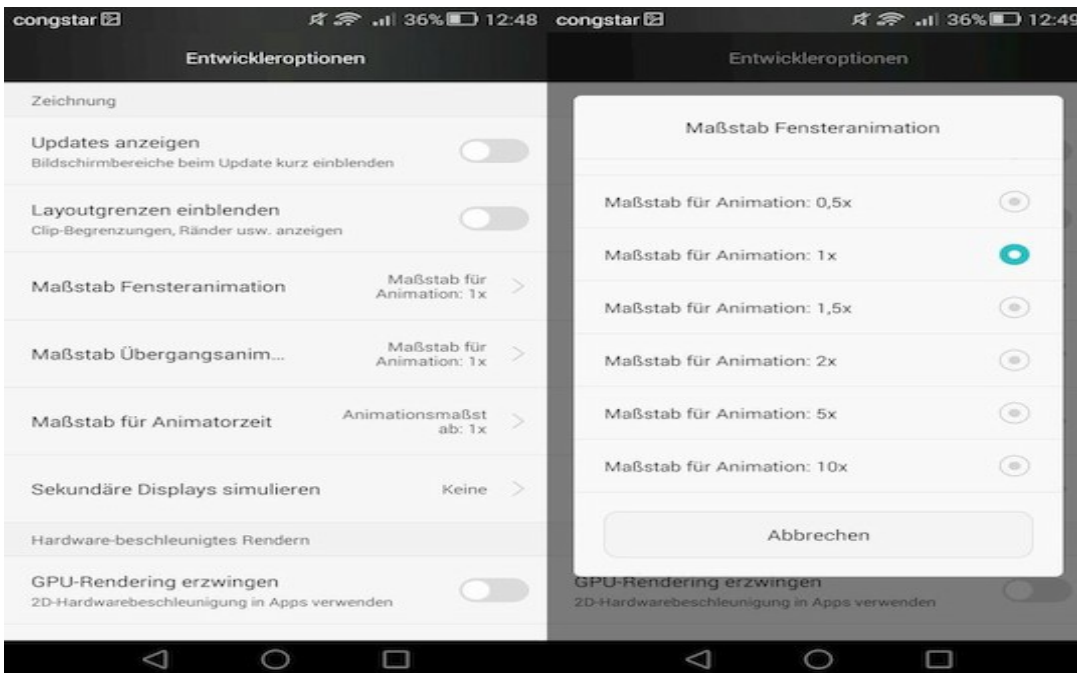 congstar 36% 12:48
Entwickleroptionen
Zeichnung
Updates anzeigen
Bildschirmbereiche beim Update kurz einblenden
Layoutgrenzen einblenden
Clip-Begrenzungen, Ränder usw. anzeigen
Maßstab Fensteranimation
Maßstab für
Animation: 1x
Maßstab Übergangsanim...
Maßstab für
Animation: 1x
Maßstab für Animatorzeit
Animationsmaßst
ab: 1x
Sekundäre Displays simulieren
Keine
Hardware-beschleunigtes Rendern
GPU-Rendering erzwingen
2D-Hardwarebeschleunigung in Apps verwenden
congstar 36% 12:49
Entwickleroptionen
Maßstab Fensteranimation
Maßstab für Animation: 0,5x
Maßstab für Animation: 1x
Maßstab für Animation: 1,5x
Maßstab für Animation: 2x
Maßstab für Animation: 5x
Maßstab für Animation: 10x
Abbrechen
GPU-Rendering erzwingen
2D-Hardwarebeschleunigung in Apps verwenden